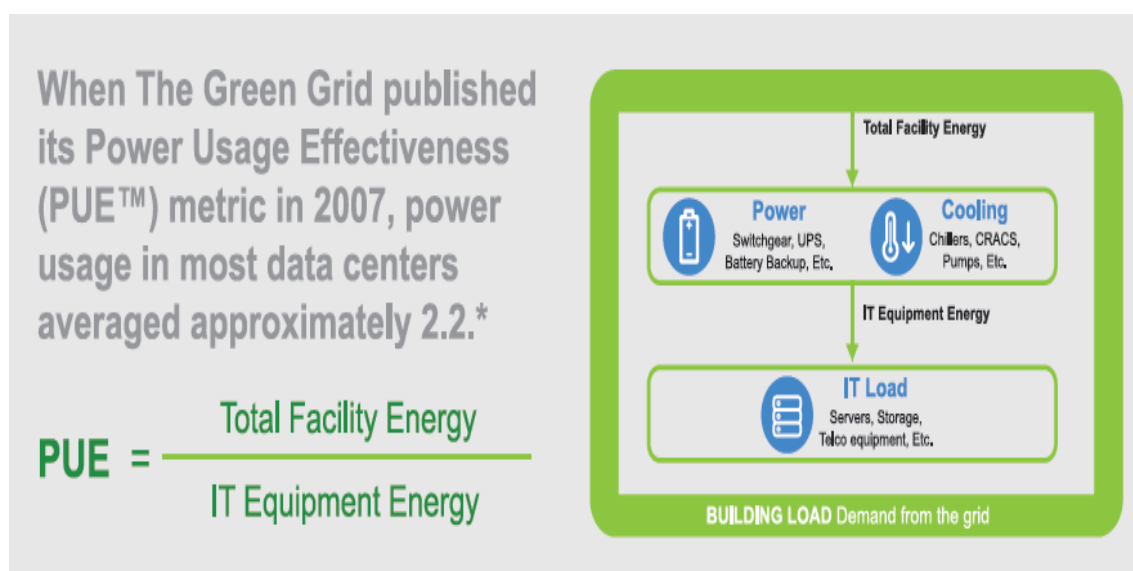 When The Green Grid published
its Power Usage Effectiveness
(PUE™) metric in 2007, power
usage in most data centers
averaged approximately 2.2.*
PUE =
Total Facility Energy
IT Equipment Energy
Total Facility Energy
Power
Switchgear, UPS,
Battery Backup, Etc.
Cooling
Chillers, CRACS,
Pumps, Etc.
IT Equipment Energy
IT Load
Servers, Storage,
Telco equipment, Etc.
BUILDING LOAD Demand from the grid